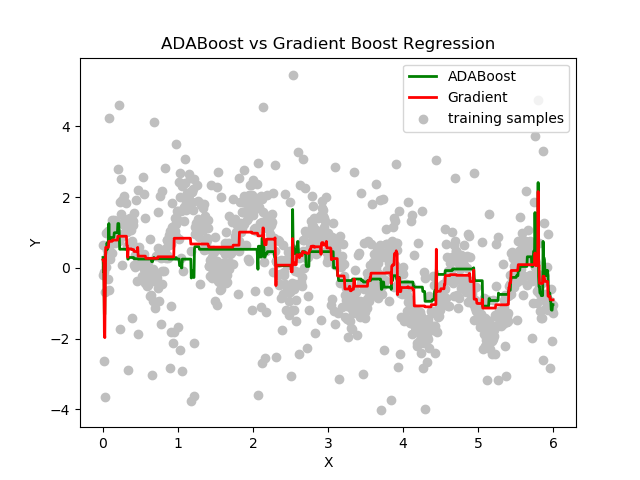 ADABoost vs Gradient Boost Regression
ADABoost
Gradient
training samples
Y
4
2
0
−2
−4
0 1 2 3 4 5 6
X